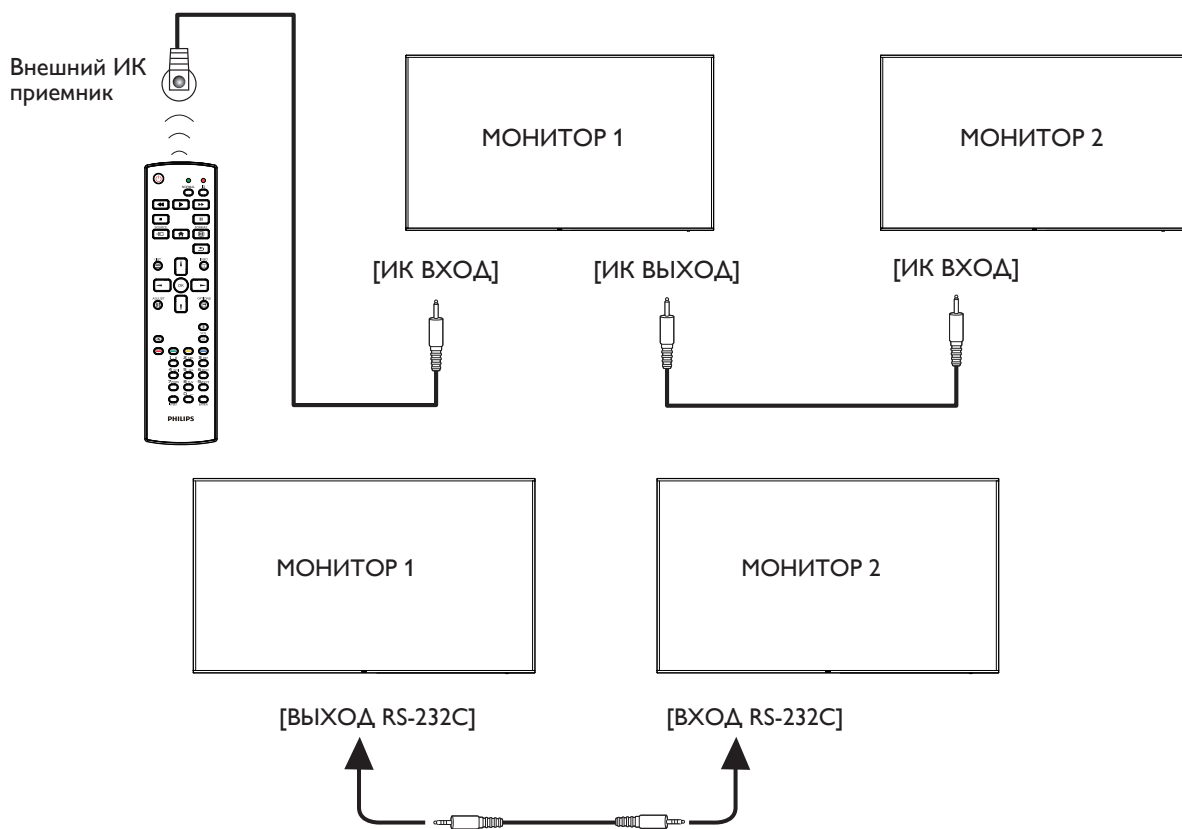 Внешний ИК
приемник
МОНИТОР 1
МОНИТОР 2
[ИК ВХОД]
[ИК ВЫХОД]
[ИК ВХОД]
OK
PHILIPS
МОНИТОР 1
МОНИТОР 2
[ВЫХОД RS-232C]
[ВХОД RS-232C]